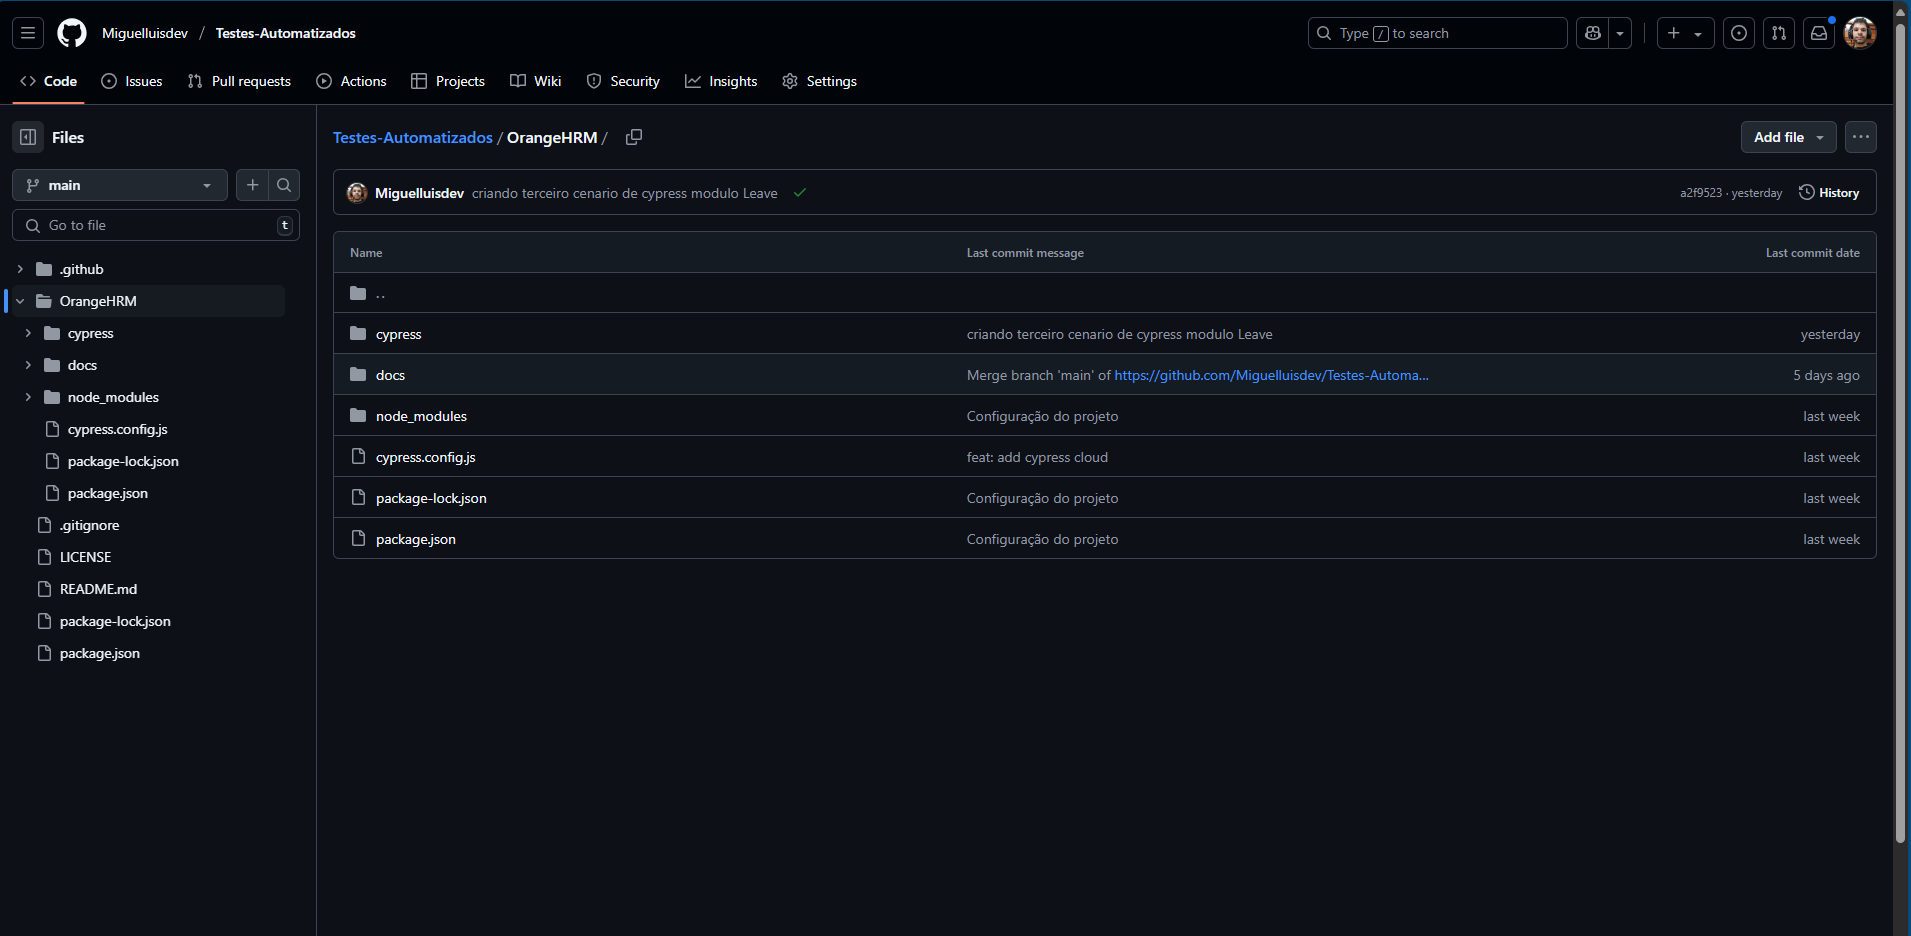 Miguelluisdev / Testes-Automatizados
Type / to search
Code Issues Pull requests Actions Projects Wiki Security Insights Settings
Files
main
Go to file t
.github
OrangeHRM
cypress
docs
node_modules
cypress.config.js
package-lock.json
package.json
.gitignore
LICENSE
README.md
package-lock.json
package.json
Testes-Automatizados / OrangeHRM /
Add file
Miguelluisdev criando terceiro cenario de cypress modulo Leave
a2f9523 · yesterday History
Name Last commit message Last commit date
..
cypress criando terceiro cenario de cypress modulo Leave yesterday
docs Merge branch 'main' of https://github.com/Miguelluisdev/Testes-Automa... 5 days ago
node_modules Configuração do projeto last week
cypress.config.js feat: add cypress cloud last week
package-lock.json Configuração do projeto last week
package.json Configuração do projeto last week